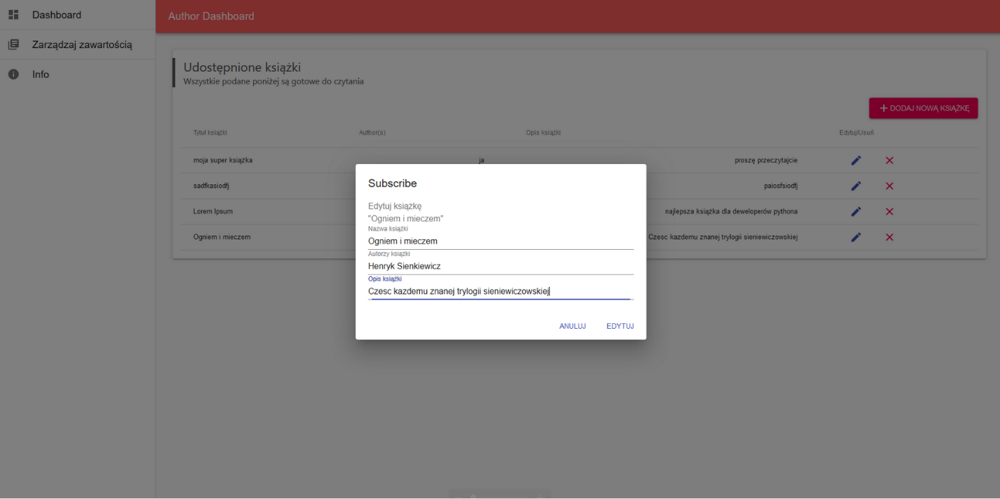 Dashboard
Author Dashboard
Zarządzaj zawartością
Info
Udostępnione książki
Wszystkie podane poniżej są gotowe do czytania
+ DODAJ NOWĄ KSIĄŻKĘ
Tytuł książki Author(s) Opis książki Edytuj/Usuń
moja super książka ja proszę przeczytajcie
sadfkasiodfj paiosfsiodfj
Lorem Ipsum najlepsza książka dla deweloperów pythona
Ogniem i mieczem Czesc kazdemu znanej trylogii sieniewiczowskiej
Subscribe
Edytuj książkę
"Ogniem i mieczem"
Nazwa książki
Ogniem i mieczem
Autorzy książki
Henryk Sienkiewicz
Opis książki
Czesc kazdemu znanej trylogii sieniewiczowskiej
ANULUJ EDYTUJ